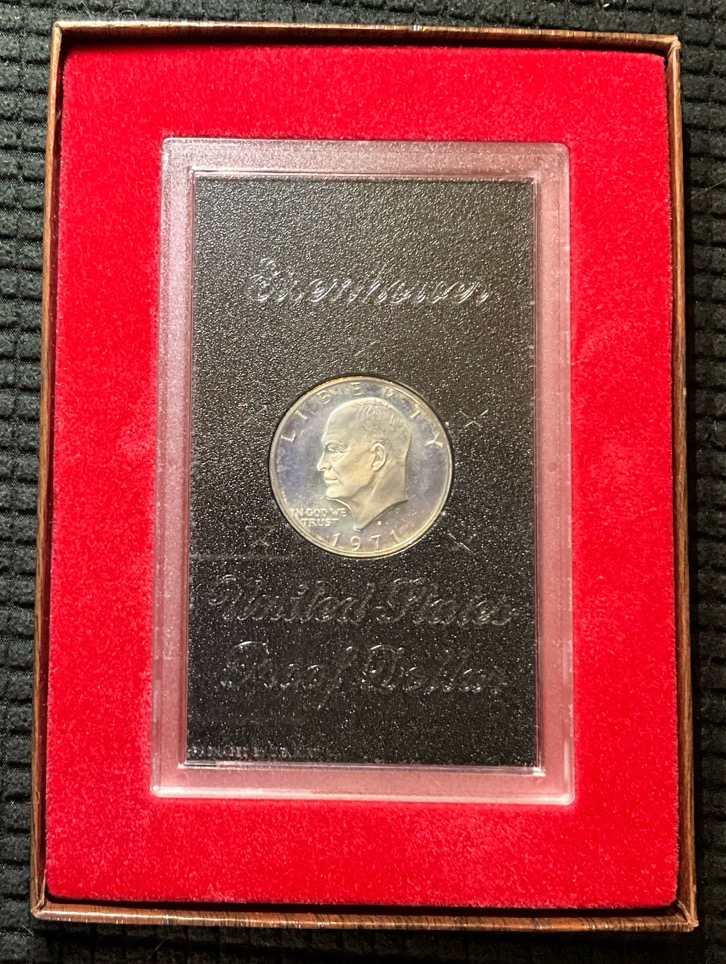 Eisenhower
LIBERTY
IN GOD WE
TRUST
S
1971
United States
Proof Dollar